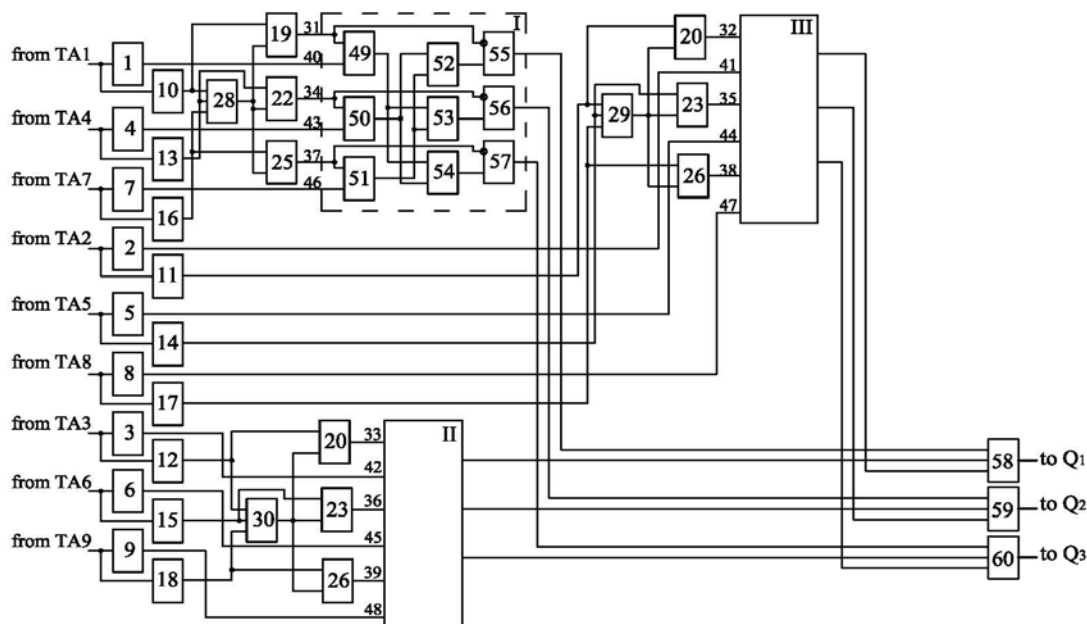 31 I 32 III
19 20
from TA1 1 40 49 52 55 41
10 28 22 34 29 23 35
from TA4 4 43 50 53 56 44
13 25 37 26 38
from TA7 7 46 51 54 57 47
16
from TA2 2
11
from TA5 5
14
from TA8 8
17
from TA3 3 20 33 II
12 42 58 to Q1
from TA6 6 23 36
15 30 45 59 to Q2
from TA9 9 26 39 60 to Q3
18 48